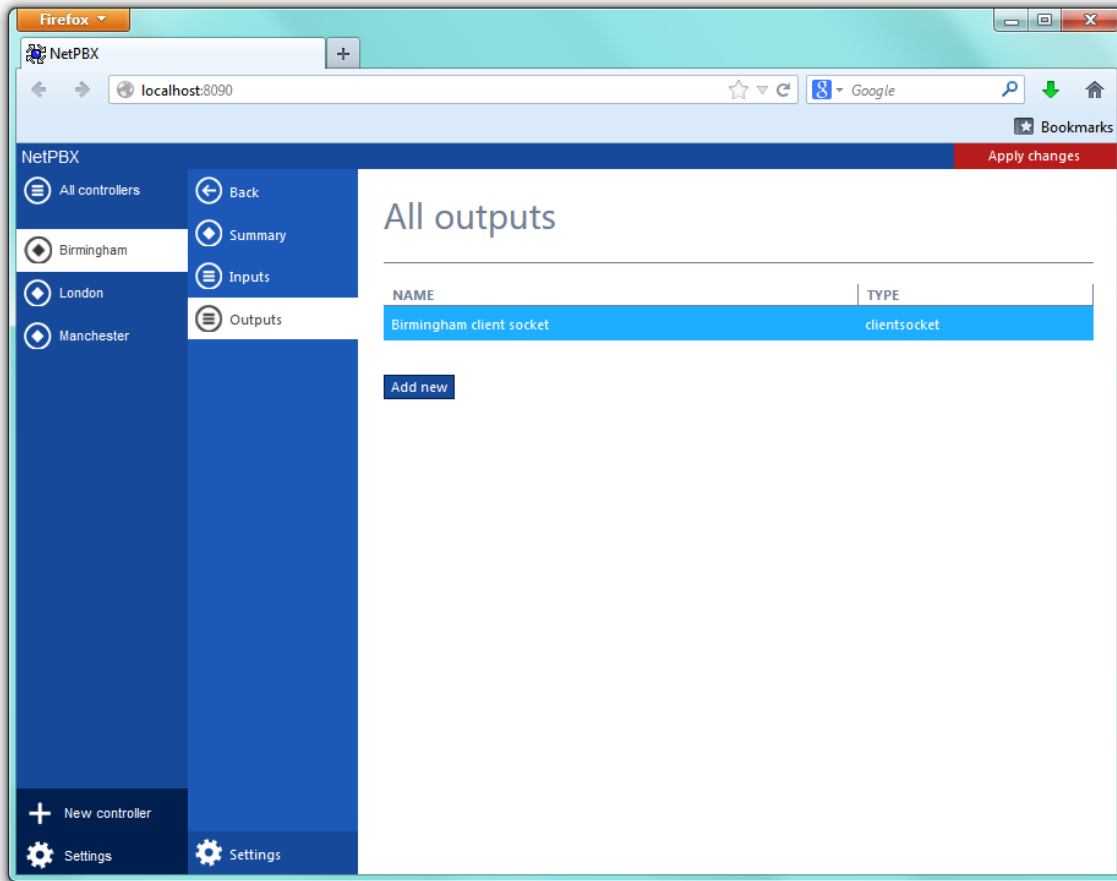 Firefox
NetPBX
localhost:8090
Google
Bookmarks
NetPBX
Apply changes
All controllers
Birmingham
London
Manchester
New controller
Settings
Back
Summary
Inputs
Outputs
Settings
All outputs
NAME TYPE
Birmingham client socket clientsocket
Add new